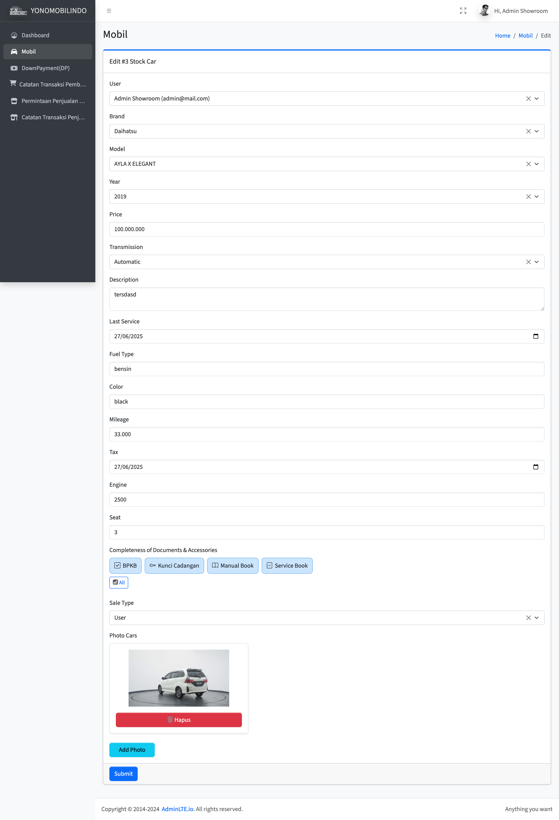 YONOMOBILINDO
Hi, Admin Showroom
Dashboard
Mobil
DownPayment(DP)
Catatan Transaksi Pemb...
Permintaan Penjualan ...
Catatan Transaksi Penj...
Mobil
Home / Mobil / Edit
Edit #3 Stock Car
User
Admin Showroom (admin@mail.com)
Brand
Daihatsu
Model
AYLA X ELEGANT
Year
2019
Price
100.000.000
Transmission
Automatic
Description
tersdasd
Last Service
27/06/2025
Fuel Type
bensin
Color
black
Mileage
33.000
Tax
27/06/2025
Engine
2500
Seat
3
Completeness of Documents & Accessories
BPKB Kunci Cadangan Manual Book Service Book
All
Sale Type
User
Photo Cars
Hapus
Add Photo
Submit
Copyright © 2014-2024 AdminLTE.io. All rights reserved.
Anything you want